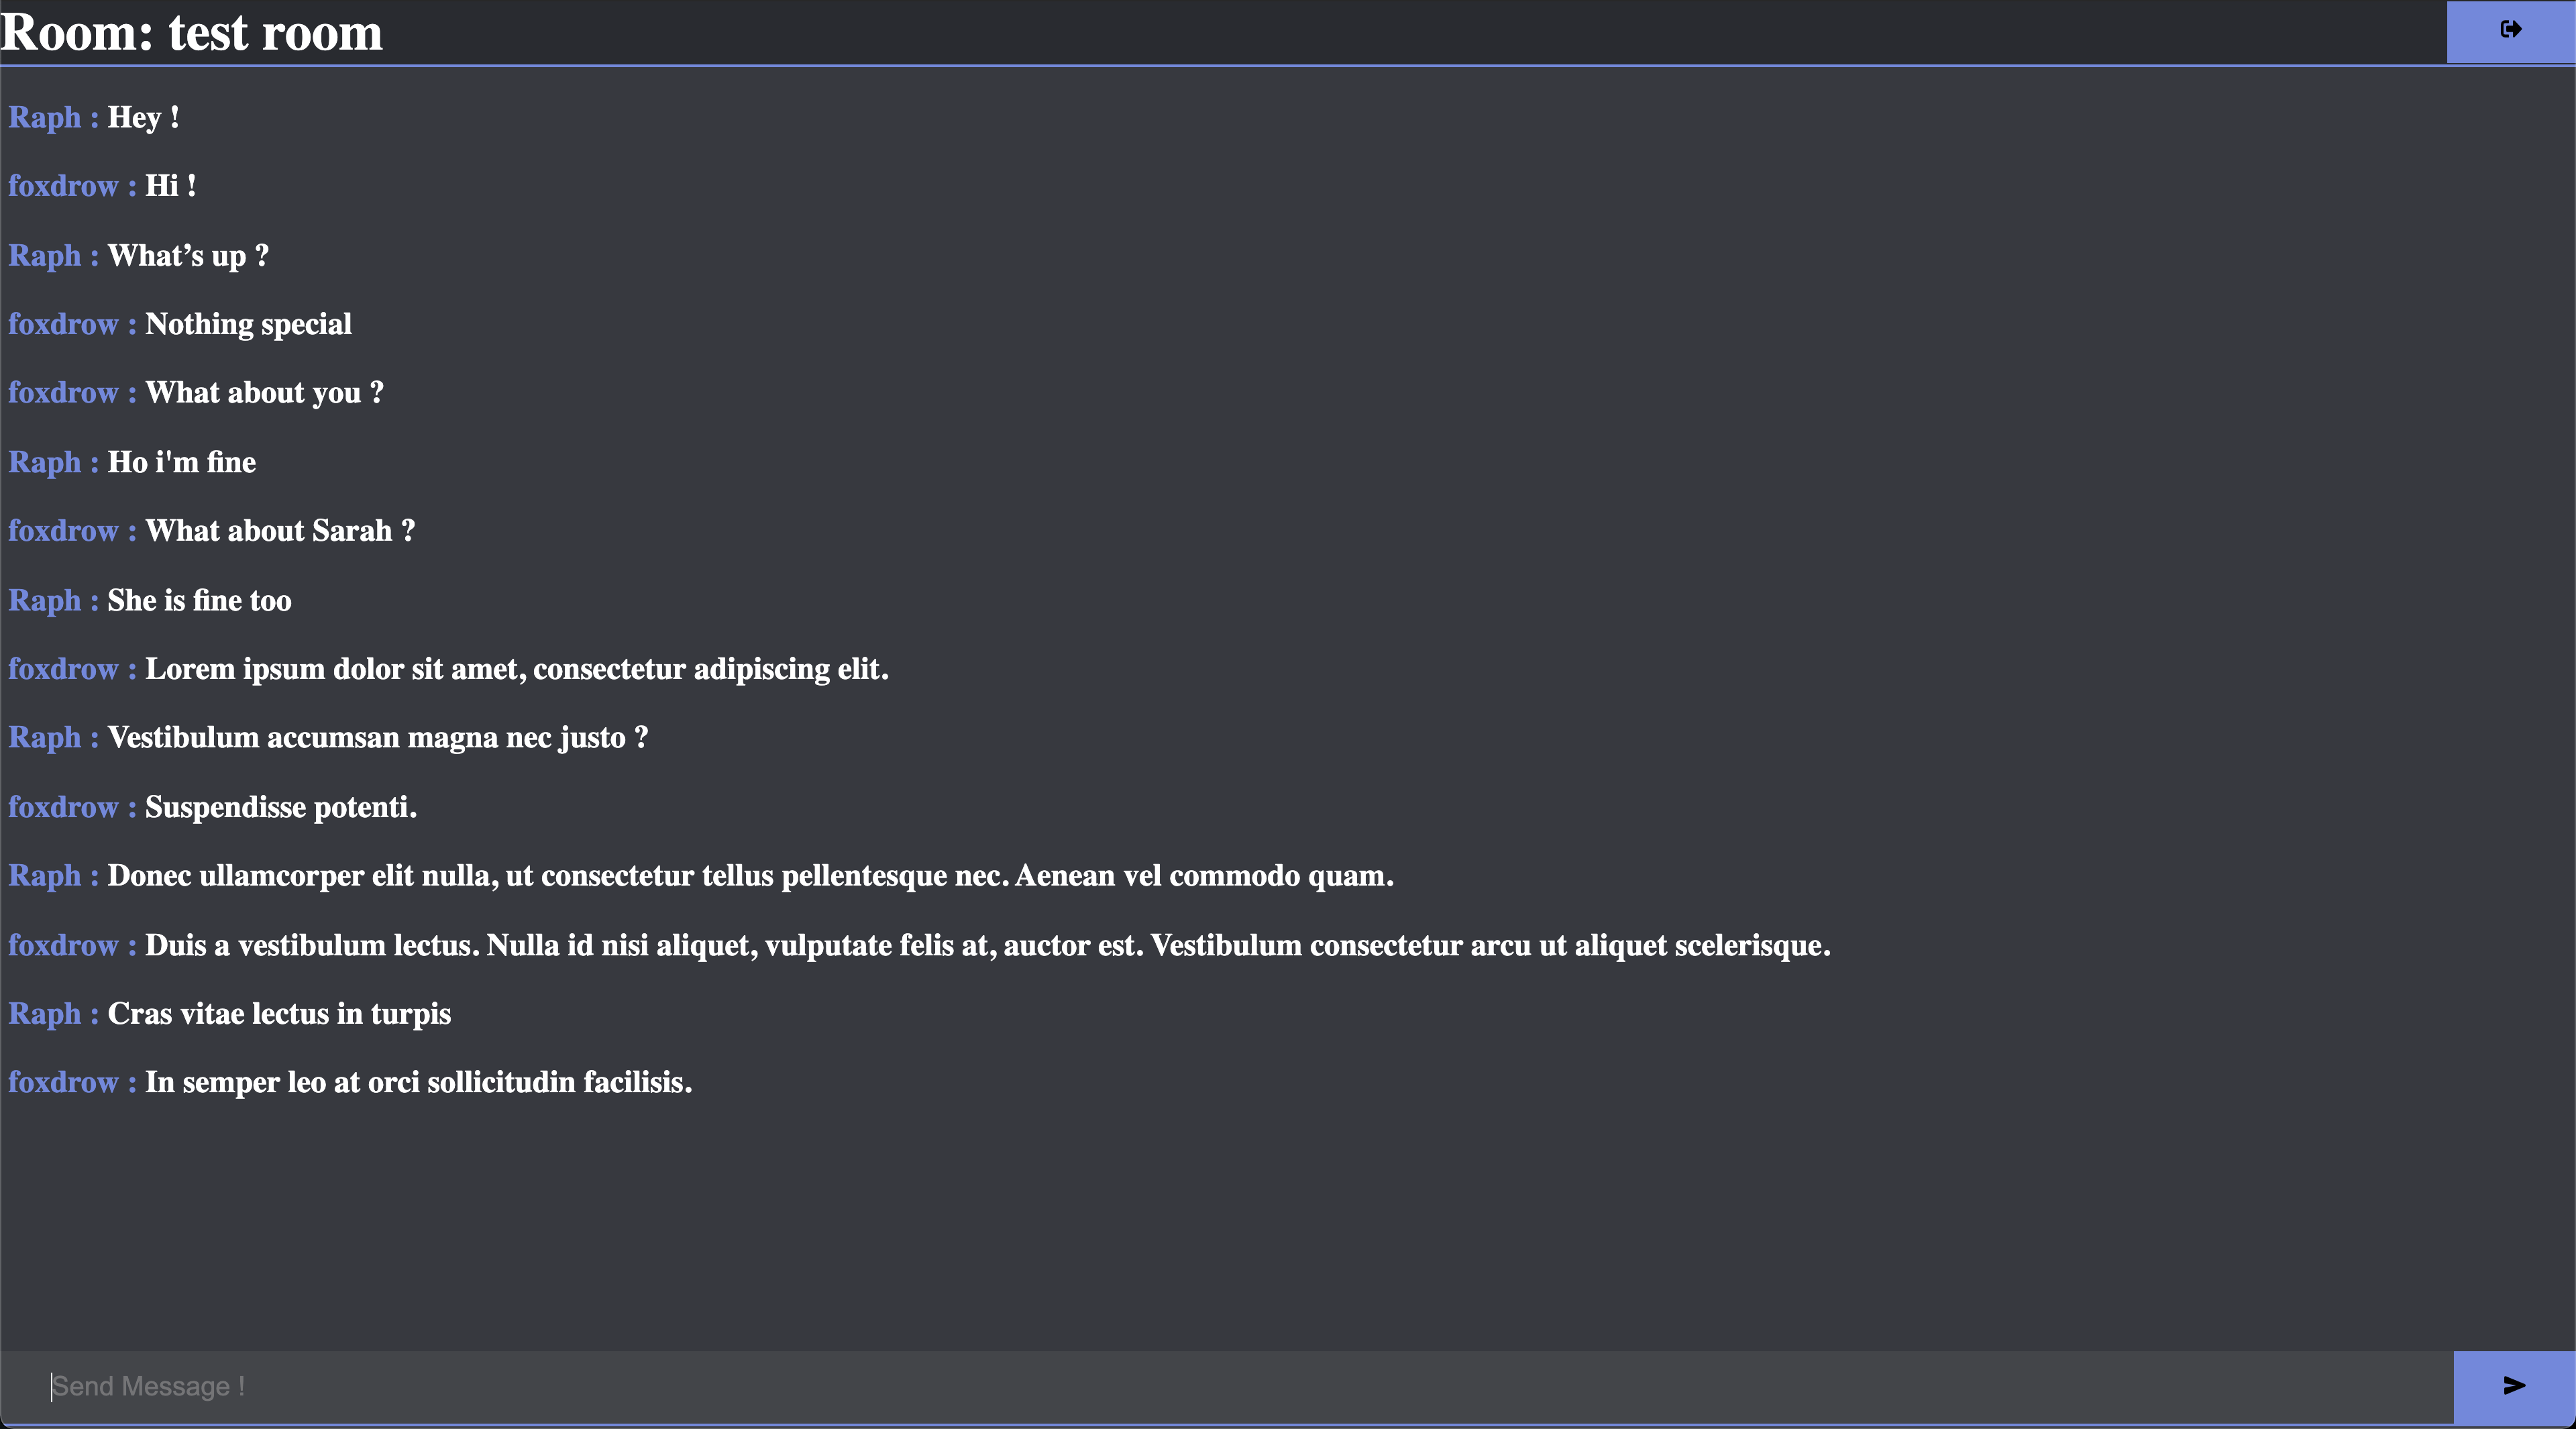 Room: test room
Raph : Hey !
foxdrow : Hi !
Raph : What’s up ?
foxdrow : Nothing special
foxdrow : What about you ?
Raph : Ho i'm fine
foxdrow : What about Sarah ?
Raph : She is fine too
foxdrow : Lorem ipsum dolor sit amet, consectetur adipiscing elit.
Raph : Vestibulum accumsan magna nec justo ?
foxdrow : Suspendisse potenti.
Raph : Donec ullamcorper elit nulla, ut consectetur tellus pellentesque nec. Aenean vel commodo quam.
foxdrow : Duis a vestibulum lectus. Nulla id nisi aliquet, vulputate felis at, auctor est. Vestibulum consectetur arcu ut aliquet scelerisque.
Raph : Cras vitae lectus in turpis
foxdrow : In semper leo at orci sollicitudin facilisis.
Send Message !